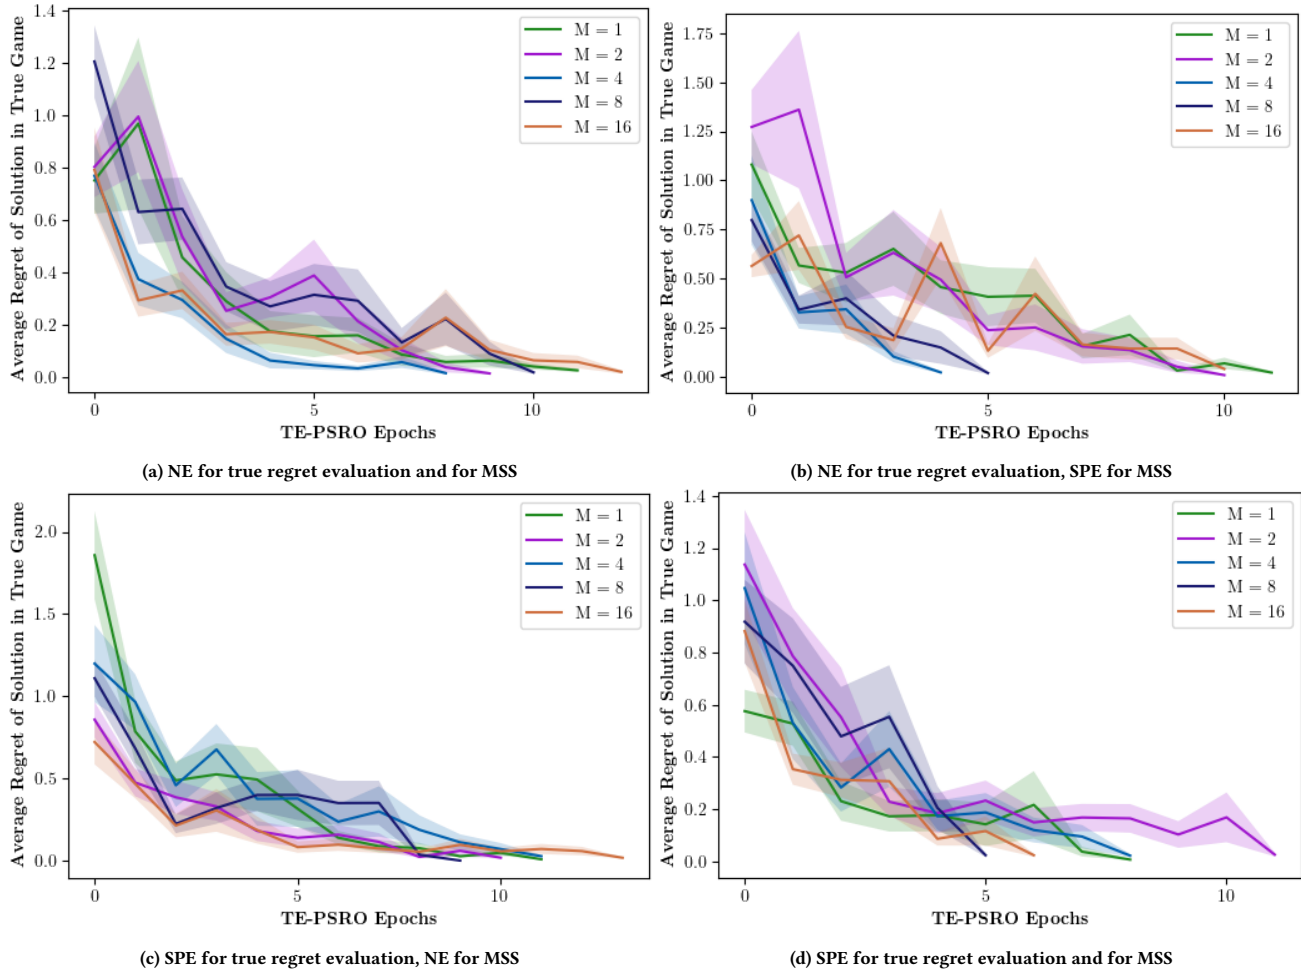 Average Regret of Solution in True Game
1.4
1.2
1.0
0.8
0.6
0.4
0.2
0.0
0
5
10
TE-PSRO Epochs
M = 1
M = 2
M = 4
M = 8
M = 16
(a) NE for true regret evaluation and for MSS
Average Regret of Solution in True Game
1.75
1.50
1.25
1.00
0.75
0.50
0.25
0.00
0
5
10
TE-PSRO Epochs
M = 1
M = 2
M = 4
M = 8
M = 16
(b) NE for true regret evaluation, SPE for MSS
Average Regret of Solution in True Game
2.0
1.5
1.0
0.5
0.0
0
5
10
TE-PSRO Epochs
M = 1
M = 2
M = 4
M = 8
M = 16
(c) SPE for true regret evaluation, NE for MSS
Average Regret of Solution in True Game
1.4
1.2
1.0
0.8
0.6
0.4
0.2
0.0
0
5
10
TE-PSRO Epochs
M = 1
M = 2
M = 4
M = 8
M = 16
(d) SPE for true regret evaluation and for MSS